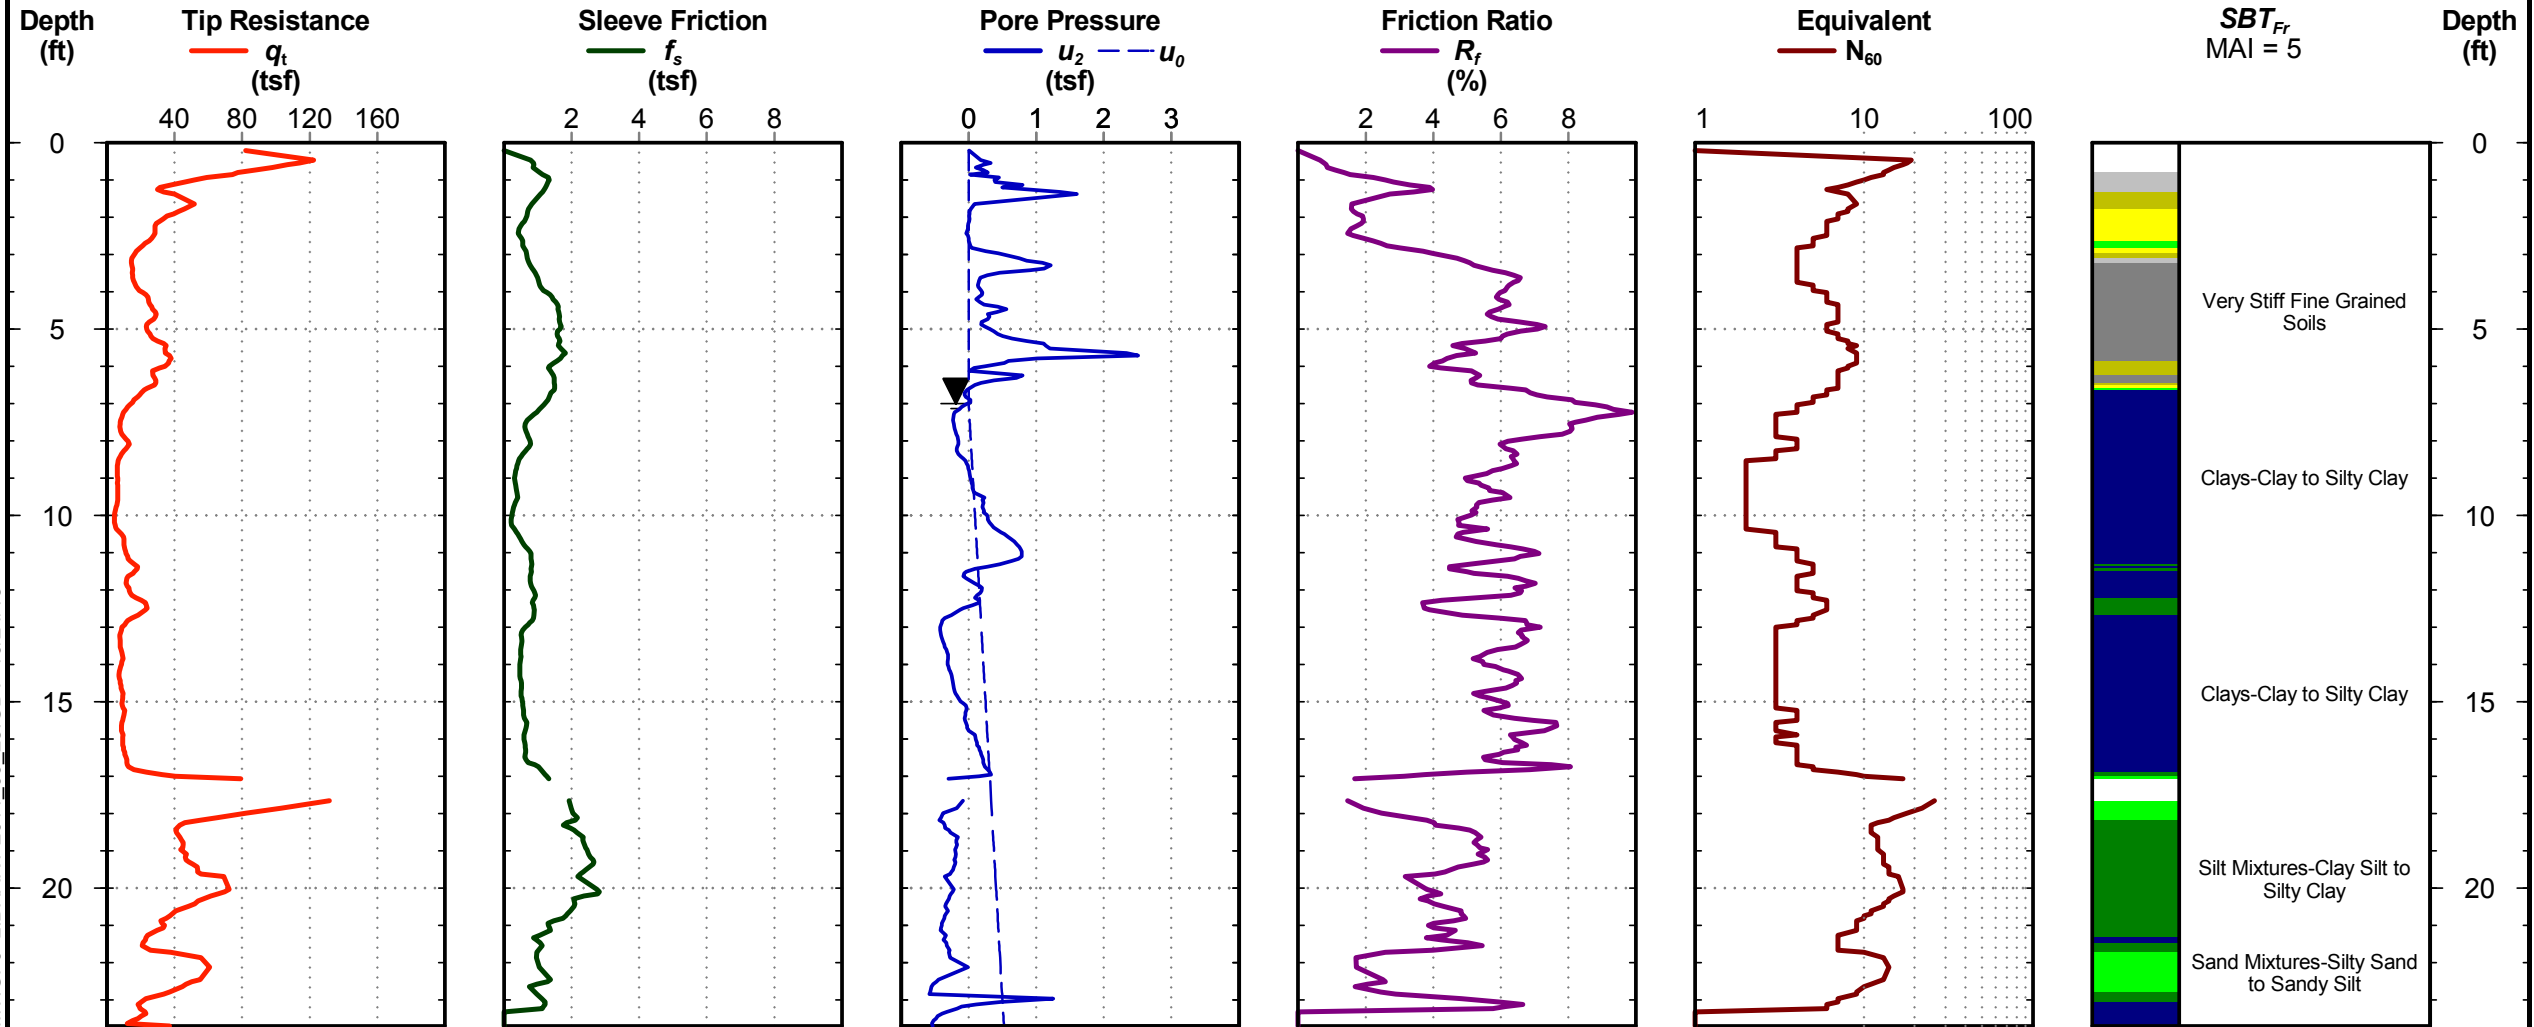 Depth
(ft)
Tip Resistance
qt
(tsf)
Sleeve Friction
fs
(tsf)
Pore Pressure
u2 u0
(tsf)
Friction Ratio
Rf
(%)
Equivalent
N60
SBTFr
MAI = 5
Depth
(ft)
40 80 120 160
2 4 6 8
0 1 2 3
2 4 6 8
1 10 100
0
5
10
15
20
Very Stiff Fine Grained
Soils
Clays-Clay to Silty Clay
Clays-Clay to Silty Clay
Silt Mixtures-Clay Silt to
Silty Clay
Sand Mixtures-Silty Sand
to Sandy Silt
0
5
10
15
20